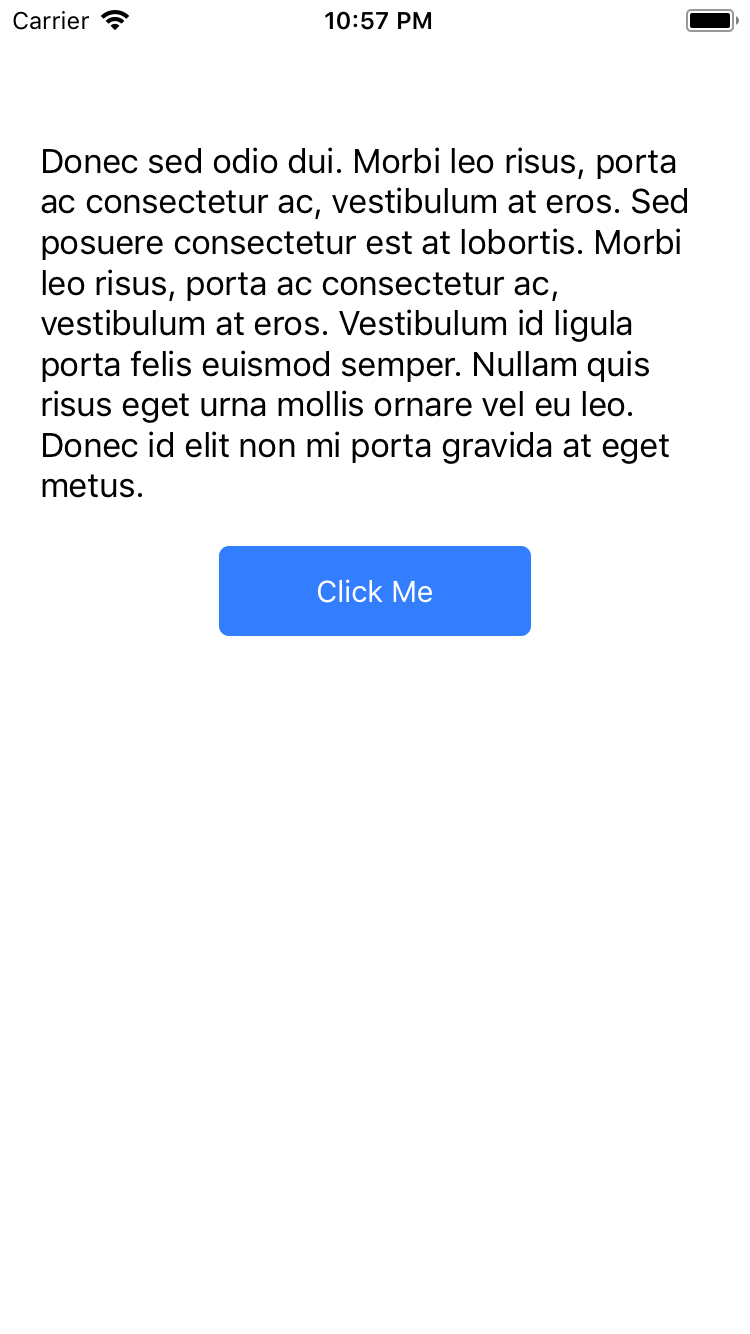 Carrier 10:57 PM
Donec sed odio dui. Morbi leo risus, porta
ac consectetur ac, vestibulum at eros. Sed
posuere consectetur est at lobortis. Morbi
leo risus, porta ac consectetur ac,
vestibulum at eros. Vestibulum id ligula
porta felis euismod semper. Nullam quis
risus eget urna mollis ornare vel eu leo.
Donec id elit non mi porta gravida at eget
metus.
Click Me